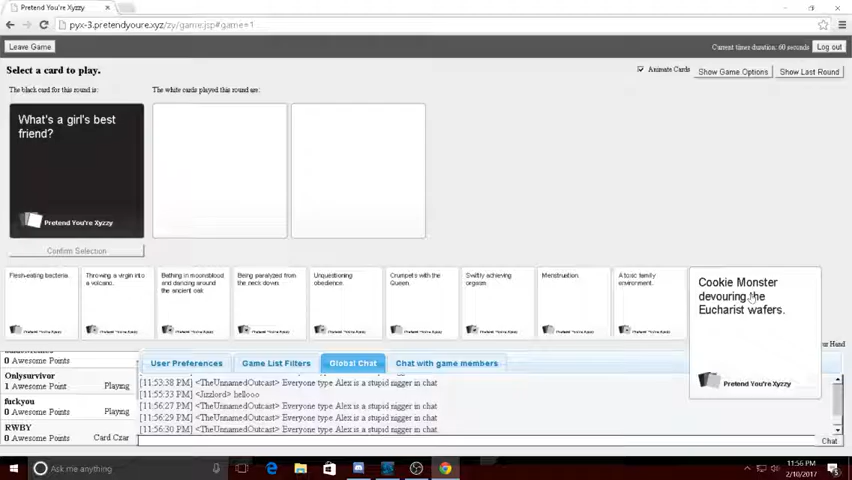 Pretend You're Xyzzy
pyx-3.pretendyoure.xyz/zy/game.jsp#game=1
Leave Game
Current timer duration: 60 seconds
Log out
Select a card to play.
Animate Cards
Show Game Options
Show Last Round
The black card for this round is:
The white cards played this round are:
What's a girl's best
friend?
Pretend You're Xyzzy
Confirm Selection
Flesh-eating bacteria.
Throwing a virgin into
a volcano.
Bathing in moonblood
and dancing around
the ancient oak.
Being paralyzed from
the neck down.
Unquestioning
obedience.
Crumpets with the
Queen.
Swiftly achieving
orgasm.
Menstruation.
A toxic family
environment.
Cookie Monster
devouring the
Eucharist wafers.
Pretend You're Xyzzy
our Hand
0 Awesome Points
Onlysurvivor
1 Awesome Points
Playing
fuckyou
0 Awesome Points
Playing
RWBY
0 Awesome Points
Card Czar
User Preferences
Game List Filters
Global Chat
Chat with game members
[11:53:38 PM] <TheUnnamedOutcast> Everyone type Alex is a stupid nigger in chat
[11:55:33 PM] <Jizzlord> hellooo
[11:56:27 PM] <TheUnnamedOutcast> Everyone type Alex is a stupid nigger in chat
[11:56:29 PM] <TheUnnamedOutcast> Everyone type Alex is a stupid nigger in chat
[11:56:30 PM] <TheUnnamedOutcast> Everyone type Alex is a stupid nigger in chat
Chat
Ask me anything
11:56 PM
2/10/2017